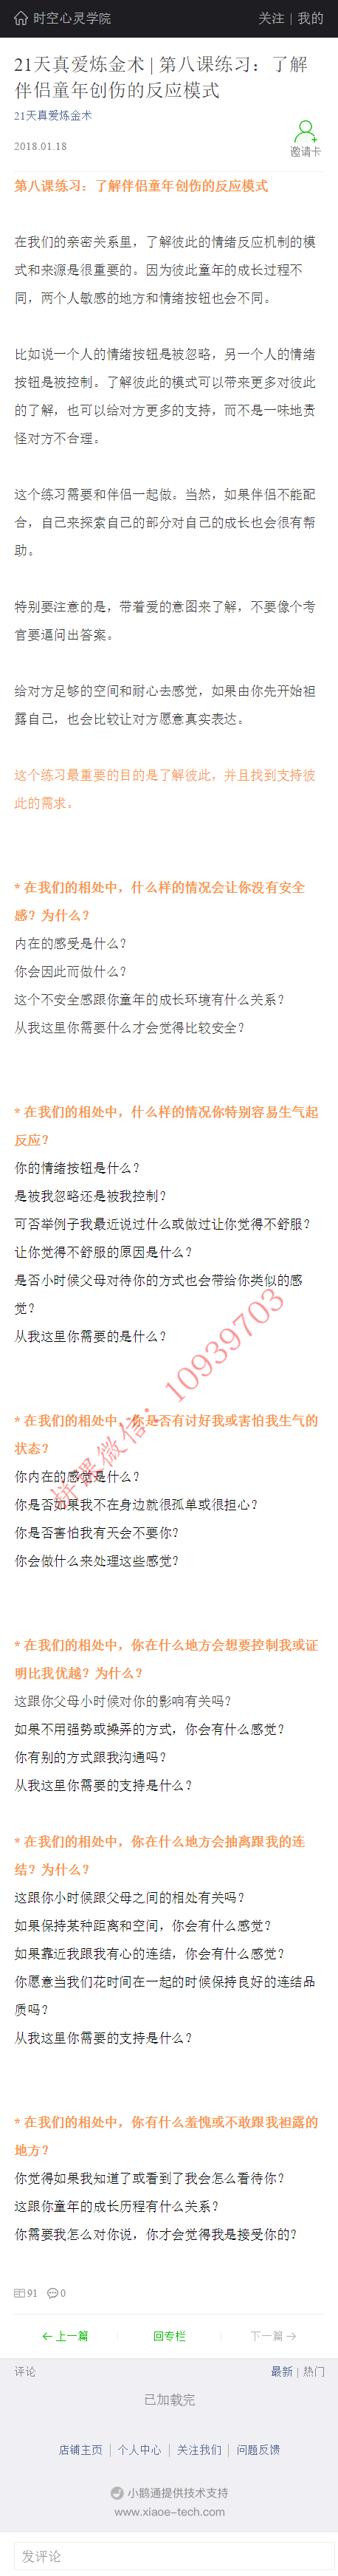 时空心灵学院
关注 | 我的
21天真爱炼金术 | 第八课练习：了解
伴侣童年创伤的反应模式
21天真爱炼金术
2018.01.18
邀请卡
第八课练习：了解伴侣童年创伤的反应模式
在我们的亲密关系里，了解彼此的情绪反应机制的模
式和来源是很重要的。因为彼此童年的成长过程不
同，两个人敏感的地方和情绪按钮也会不同。
比如说一个人的情绪按钮是被忽略，另一个人的情绪
按钮是被控制。了解彼此的模式可以带来更多对彼此
的了解，也可以给对方更多的支持，而不是一味地责
怪对方不合理。
这个练习需要和伴侣一起做。当然，如果伴侣不能配
合，自己来探索自己的部分对自己的成长也会很有帮
助。
特别要注意的是，带着爱的意图来了解，不要像个考
官要逼问出答案。
给对方足够的空间和耐心去感觉，如果由你先开始袒
露自己，也会比较让对方愿意真实表达。
这个练习最重要的目的是了解彼此，并且找到支持彼
此的需求。
* 在我们的相处中，什么样的情况会让你没有安全
感？为什么？
内在的感受是什么？
你会因此而做什么？
这个不安全感跟你童年的成长环境有什么关系？
从我这里你需要什么才会觉得比较安全？
* 在我们的相处中，什么样的情况你特别容易生气起
反应？
你的情绪按钮是什么？
是被我忽略还是被我控制？
可否举例子我最近说过什么或做过让你觉得不舒服？
让你觉得不舒服的原因是什么？
是否小时候父母对待你的方式也会带给你类似的感
觉？
从我这里你需要的是什么？
拼课微信：10939703
* 在我们的相处中，你是否有讨好我或害怕我生气的
状态？
你内在的感觉是什么？
你是否如果我不在身边就很孤单或很担心？
你是否害怕我有天会不要你？
你会做什么来处理这些感觉？
* 在我们的相处中，你在什么地方会想要控制我或证
明比我优越？为什么？
这跟你父母小时候对你的影响有关吗？
如果不用强势或操弄的方式，你会有什么感觉？
你有别的方式跟我沟通吗？
从我这里你需要的支持是什么？
* 在我们的相处中，你在什么地方会抽离跟我的连
结？为什么？
这跟你小时候跟父母之间的相处有关吗？
如果保持某种距离和空间，你会有什么感觉？
如果靠近我跟我有心的连结，你会有什么感觉？
你愿意当我们花时间在一起的时候保持良好的连结品
质吗？
从我这里你需要的支持是什么？
* 在我们的相处中，你有什么羞愧或不敢跟我袒露的
地方？
你觉得如果我知道了或看到了我会怎么看待你？
这跟你童年的成长历程有什么关系？
你需要我怎么对你说，你才会觉得我是接受你的？
91 0
上一篇 回专栏 下一篇
评论 最新 | 热门
已加载完
店铺主页 | 个人中心 | 关注我们 | 问题反馈
小鹅通提供技术支持
www.xiaoe-tech.com
发评论